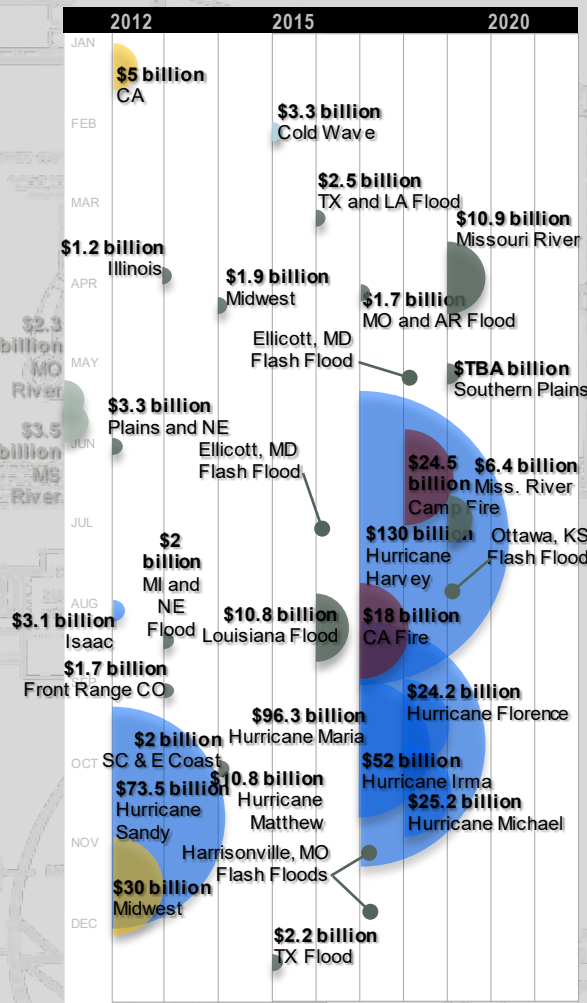 2012 2015 2020
JAN
$5 billion
CA
FEB
$3.3 billion
Cold Wave
MAR
$2.5 billion
TX and LA Flood
$10.9 billion
Missouri River
$1.2 billion
Illinois
APR
$1.9 billion
Midwest
$1.7 billion
MO and AR Flood
$2.3
billion
MO
River
Ellicott, MD
Flash Flood
MAY
$TBA billion
Southern Plains
$3.3 billion
Plains and NE
$3.5
billion
MS
River
JUN
Ellicott, MD
Flash Flood
$24.5
billion
Camp Fire
$6.4 billion
Miss. River
JUL
$2
billion
MI and
NE
Flood
$130 billion
Hurricane
Harvey
Ottawa, KS
Flash Flood
AUG
$3.1 billion
Isaac
$10.8 billion
Louisiana Flood
$18 billion
CA Fire
$1.7 billion
SEP
Front Range CO
$24.2 billion
Hurricane Florence
$96.3 billion
Hurricane Maria
$2 billion
SC & E Coast
OCT
$52 billion
Hurricane Irma
$73.5 billion
Hurricane
Sandy
$10.8 billion
Hurricane
Matthew
$25.2 billion
Hurricane Michael
NOV
Harrisonville, MO
Flash Floods
$30 billion
Midwest
DEC
$2.2 billion
TX Flood